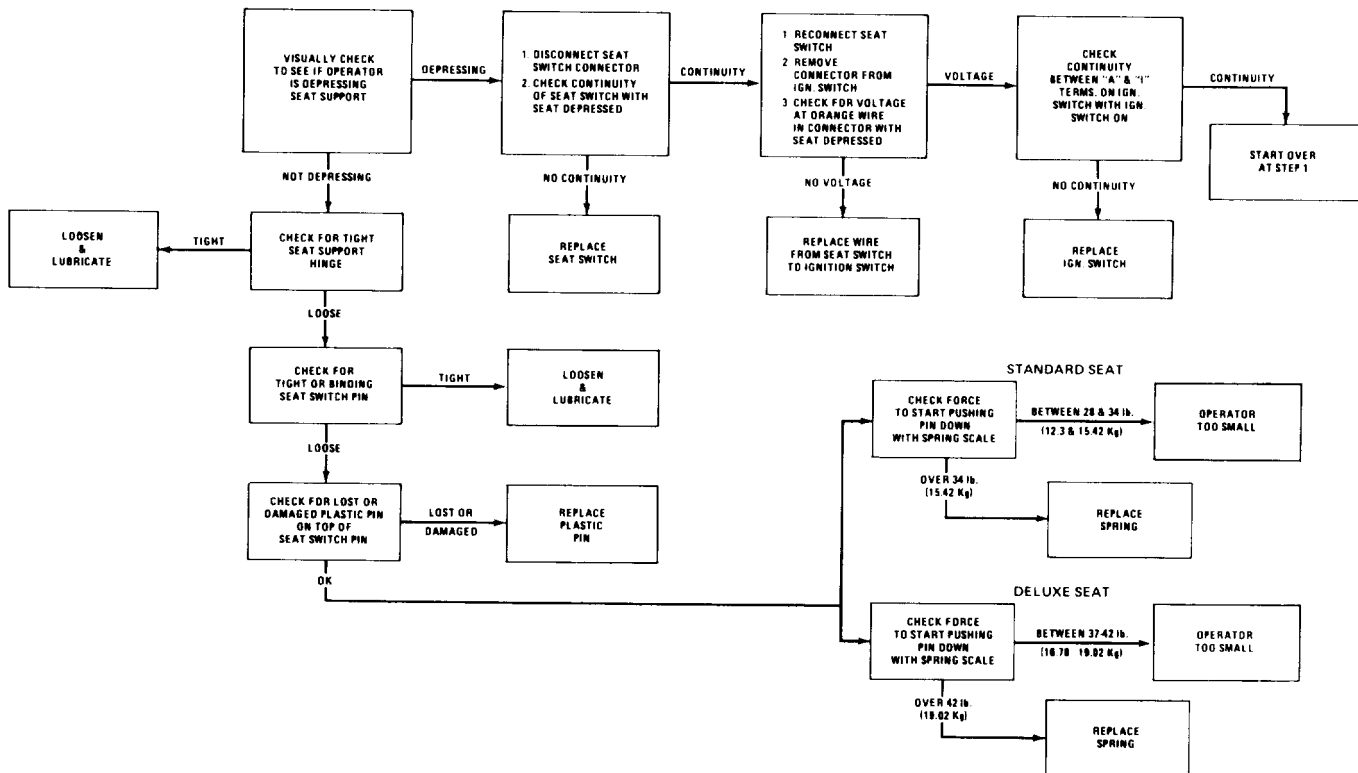 VISUALLY CHECK
TO SEE IF OPERATOR
IS DEPRESSING
SEAT SUPPORT
DEPRESSING
1. DISCONNECT SEAT
SWITCH CONNECTOR
2. CHECK CONTINUITY
OF SEAT SWITCH WITH
SEAT DEPRESSED
CONTINUITY
1 RECONNECT SEAT
SWITCH
2 REMOVE
CONNECTOR FROM
IGN. SWITCH
3 CHECK FOR VOLTAGE
AT ORANGE WIRE
IN CONNECTOR WITH
SEAT DEPRESSED
VOLTAGE
CHECK
CONTINUITY
BETWEEN "A" & "I"
TERMS. ON IGN.
SWITCH WITH IGN.
SWITCH ON
CONTINUITY
START OVER
AT STEP 1
NOT DEPRESSING
NO CONTINUITY
NO VOLTAGE
NO CONTINUITY
LOOSEN
&
LUBRICATE
TIGHT
CHECK FOR TIGHT
SEAT SUPPORT
HINGE
REPLACE
SEAT SWITCH
REPLACE WIRE
FROM SEAT SWITCH
TO IGNITION SWITCH
REPLACE
IGN. SWITCH
LOOSE
CHECK FOR
TIGHT OR BINDING
SEAT SWITCH PIN
TIGHT
LOOSEN
&
LUBRICATE
LOOSE
CHECK FOR LOST OR
DAMAGED PLASTIC PIN
ON TOP OF
SEAT SWITCH PIN
LOST OR
DAMAGED
REPLACE
PLASTIC
PIN
OK
STANDARD SEAT
CHECK FORCE
TO START PUSHING
PIN DOWN
WITH SPRING SCALE
BETWEEN 28 & 34 lb.
(12.3 & 15.42 Kg)
OPERATOR
TOO SMALL
OVER 34 lb.
(15.42 Kg)
REPLACE
SPRING
DELUXE SEAT
CHECK FORCE
TO START PUSHING
PIN DOWN
WITH SPRING SCALE
BETWEEN 37-42 lb.
(16.78 19.02 Kg)
OPERATOR
TOO SMALL
OVER 42 lb.
(19.02 Kg)
REPLACE
SPRING